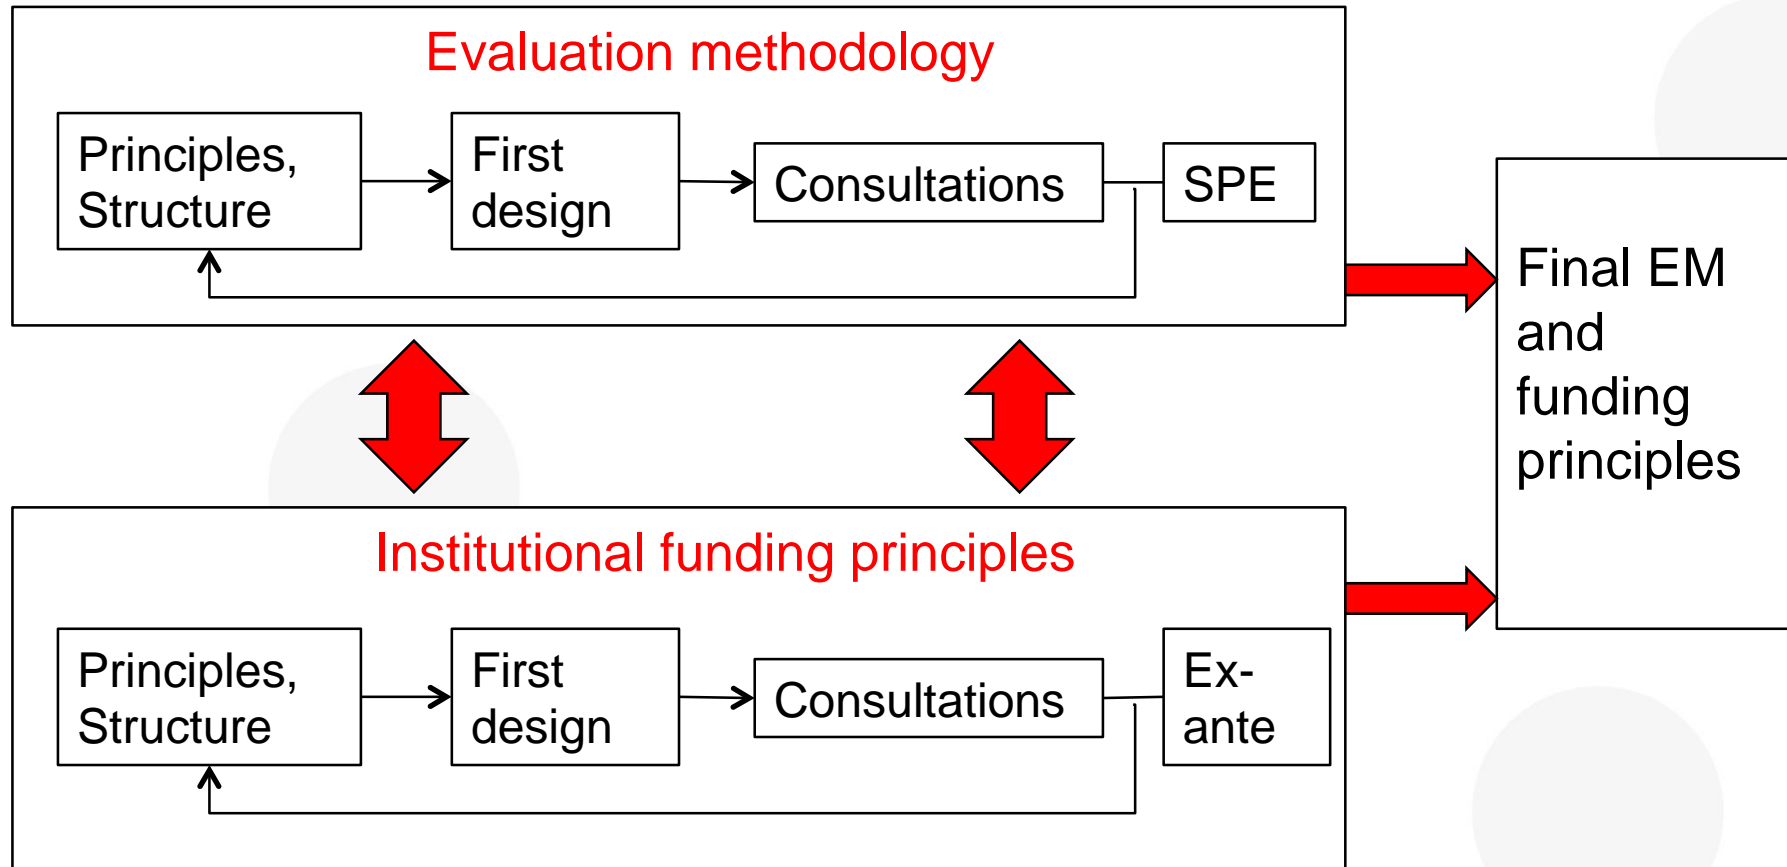 Evaluation methodology
Principles,
Structure
First
design
Consultations
SPE
Final EM
and
funding
principles
Institutional funding principles
Principles,
Structure
First
design
Consultations
Ex-
ante